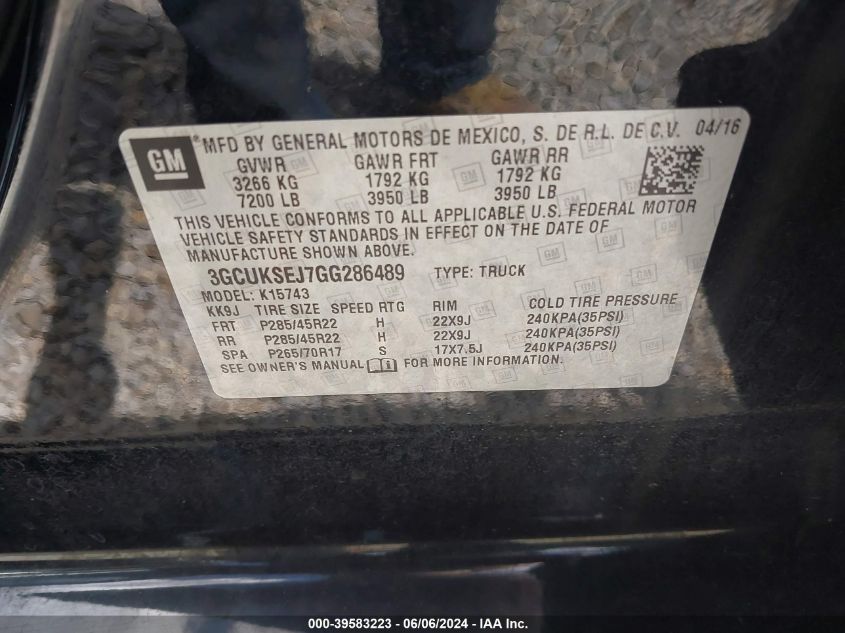 GM ® MFD BY GENERAL MOTORS DE MEXICO, S. DE R.L. DE C.V. 04/16
GVWR GAWR FRT GAWR RR
3266 KG 1792 KG 1792 KG
7200 LB 3950 LB 3950 LB
THIS VEHICLE CONFORMS TO ALL APPLICABLE U.S. FEDERAL MOTOR
VEHICLE SAFETY STANDARDS IN EFFECT ON THE DATE OF
MANUFACTURE SHOWN ABOVE.
3GCUKSEJ7GG286489 TYPE: TRUCK
MODEL: K15743
KK9J TIRE SIZE SPEED RTG RIM COLD TIRE PRESSURE
FRT P285/45R22 H 22X9J 240KPA(35PSI)
RR P285/45R22 H 22X9J 240KPA(35PSI)
SPA P265/70R17 S 17X7.5J 240KPA(35PSI)
SEE OWNER'S MANUAL FOR MORE INFORMATION.
000-39583223 - 06/06/2024 - IAA Inc.